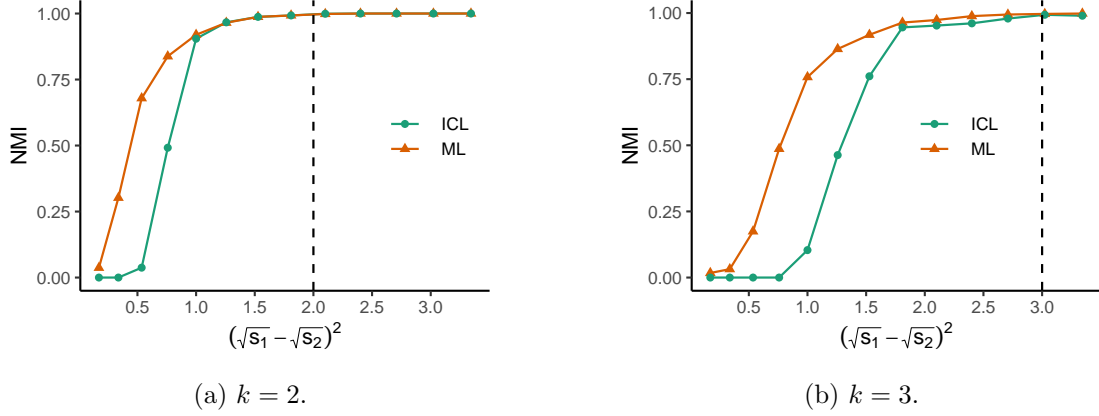 1.00
0.75
0.50
0.25
0.00
NMI
ICL
ML
0.5 1.0 1.5 2.0 2.5 3.0
(√s₁ − √s₂)²
(a) k = 2.
1.00
0.75
0.50
0.25
0.00
NMI
ICL
ML
0.5 1.0 1.5 2.0 2.5 3.0
(√s₁ − √s₂)²
(b) k = 3.